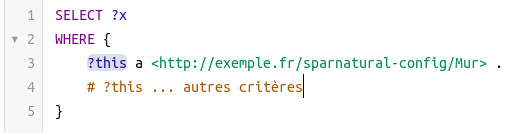 1 SELECT ?x
2 WHERE {
3 ?this a <http://exemple.fr/sparnatural-config/Mur> .
4 # ?this ... autres critères
5 }